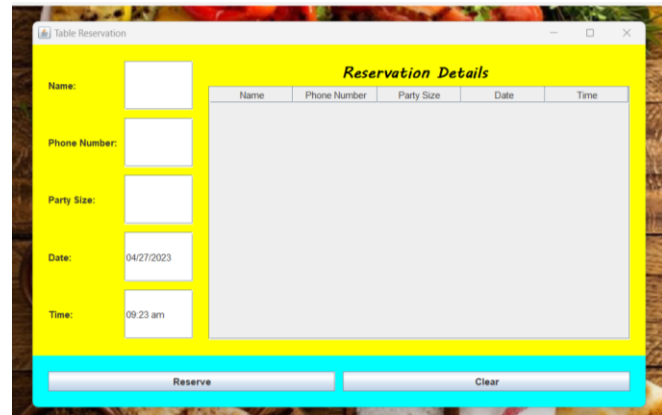 Table Reservation
Reservation Details
Name: Name Phone Number Party Size Date Time
Phone Number:
Party Size:
Date: 04/27/2023
Time: 09:23 am
Reserve Clear